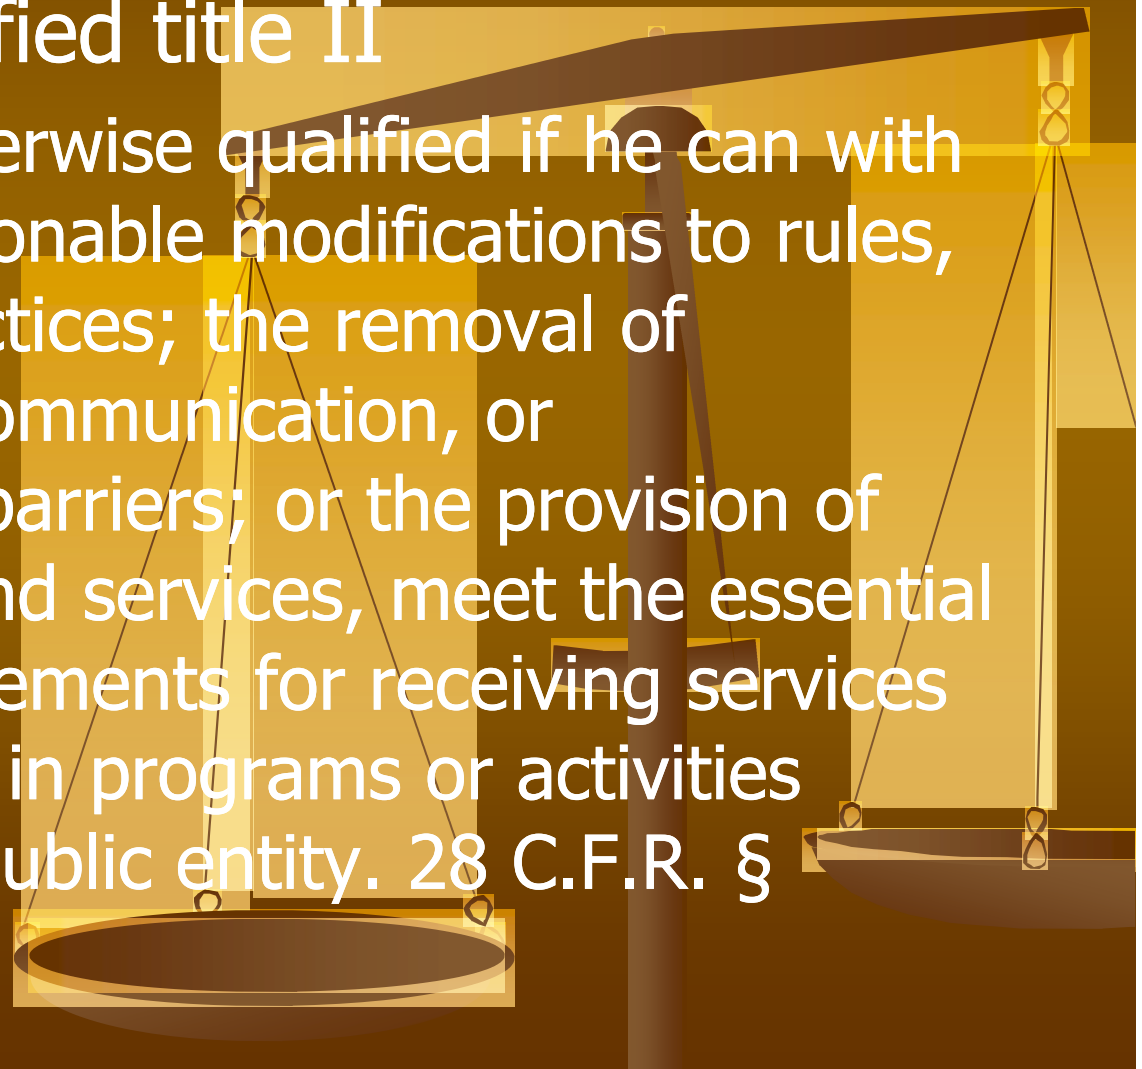 fied title II
erwise qualified if he can with
onable modifications to rules,
ctices; the removal of
ommunication, or
barriers; or the provision of
nd services, meet the essential
ements for receiving services
in programs or activities
ublic entity. 28 C.F.R. §